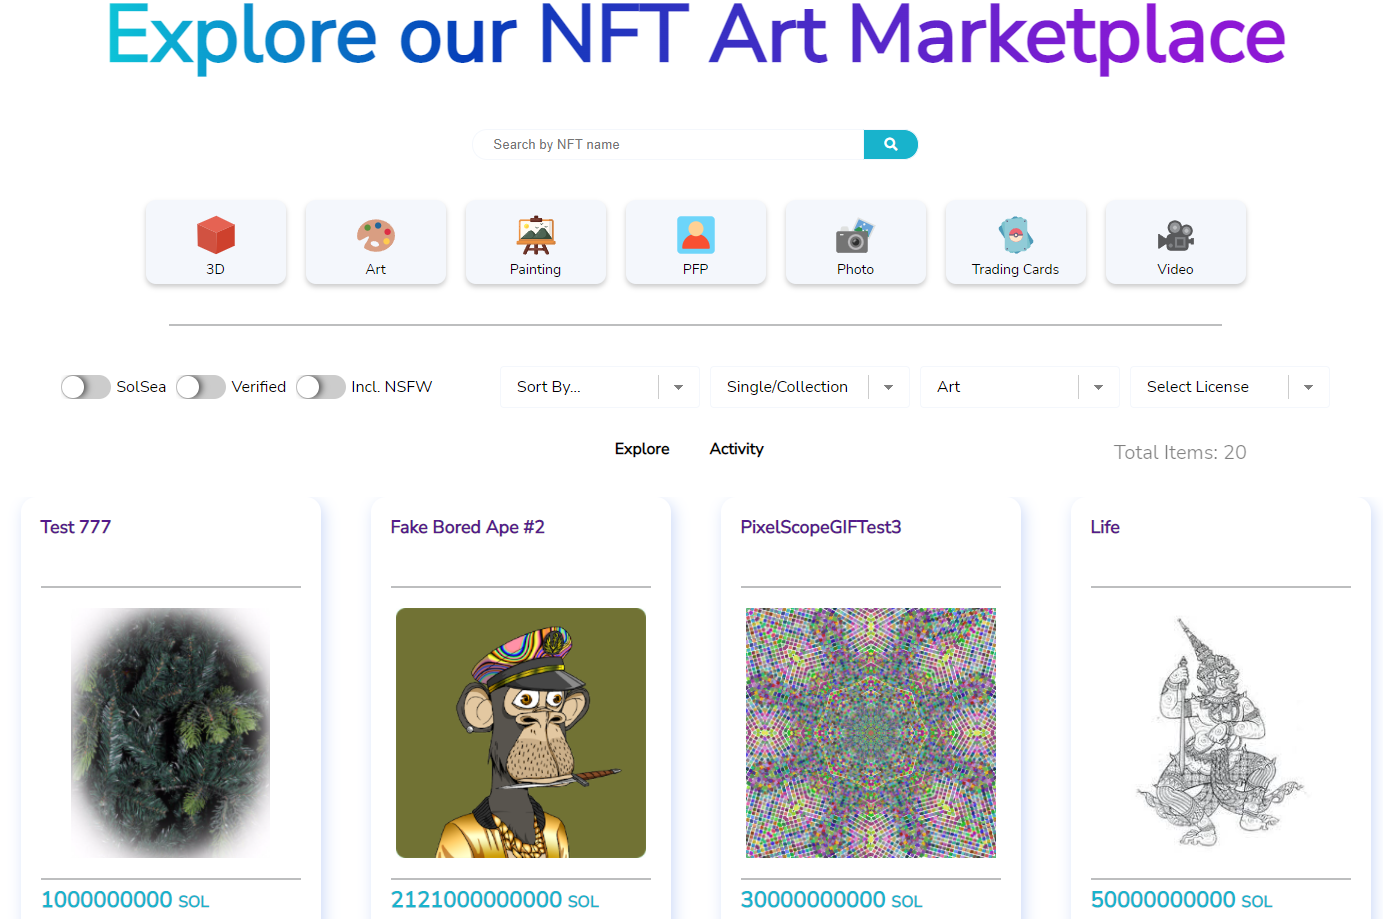 Explore our NFT Art Marketplace
Search by NFT name
3D
Art
Painting
PFP
Photo
Trading Cards
Video
SolSea
Verified
Incl. NSFW
Sort By...
Single/Collection
Art
Select License
Explore
Activity
Total Items: 20
Test 777
Fake Bored Ape #2
PixelScopeGIFTest3
Life
1000000000 SOL
2121000000000 SOL
30000000000 SOL
50000000000 SOL